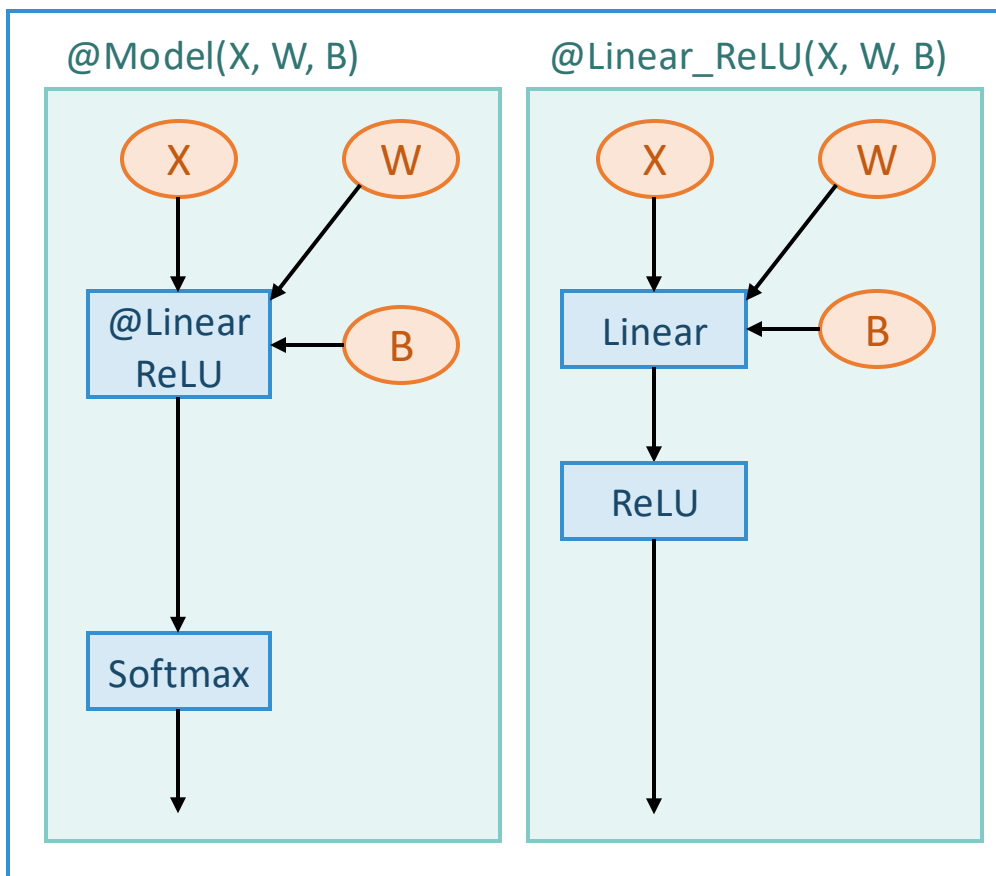 @Model(X, W, B)
X
W
@Linear
ReLU
B
Softmax
@Linear_ReLU(X, W, B)
X
W
Linear
B
ReLU